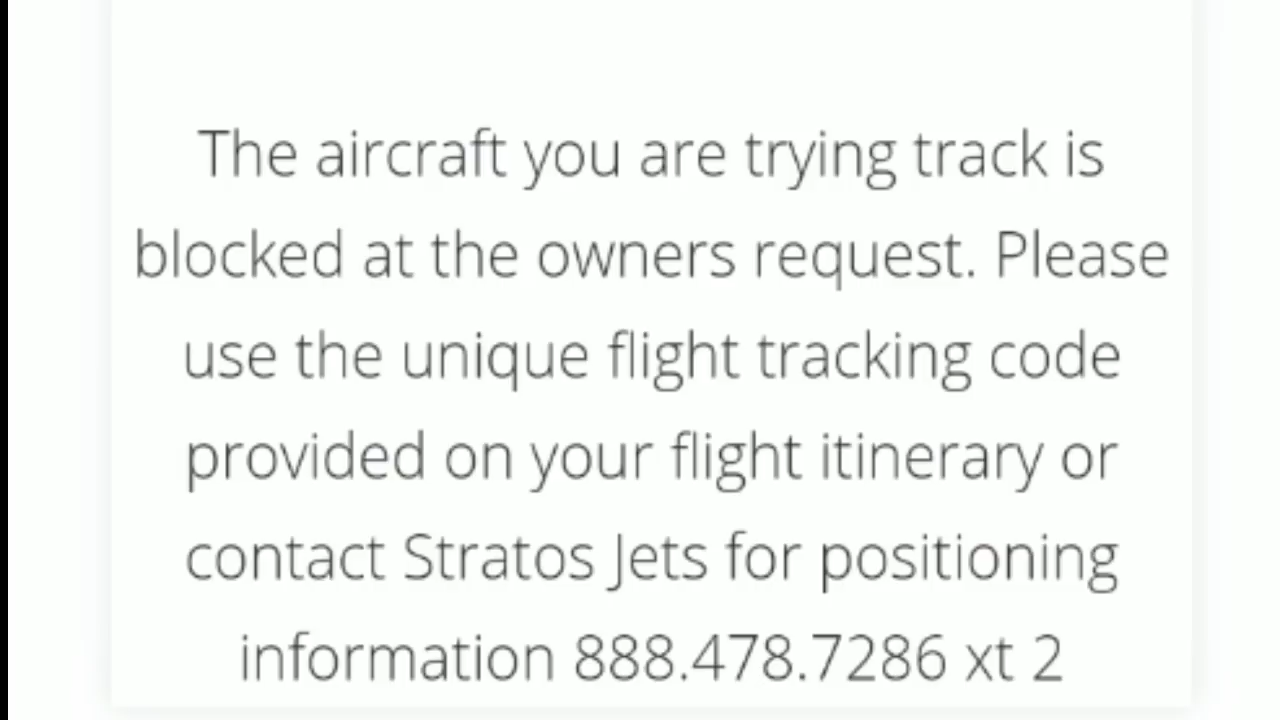 The aircraft you are trying track is
blocked at the owners request. Please
use the unique flight tracking code
provided on your flight itinerary or
contact Stratos Jets for positioning
information 888.478.7286 xt 2